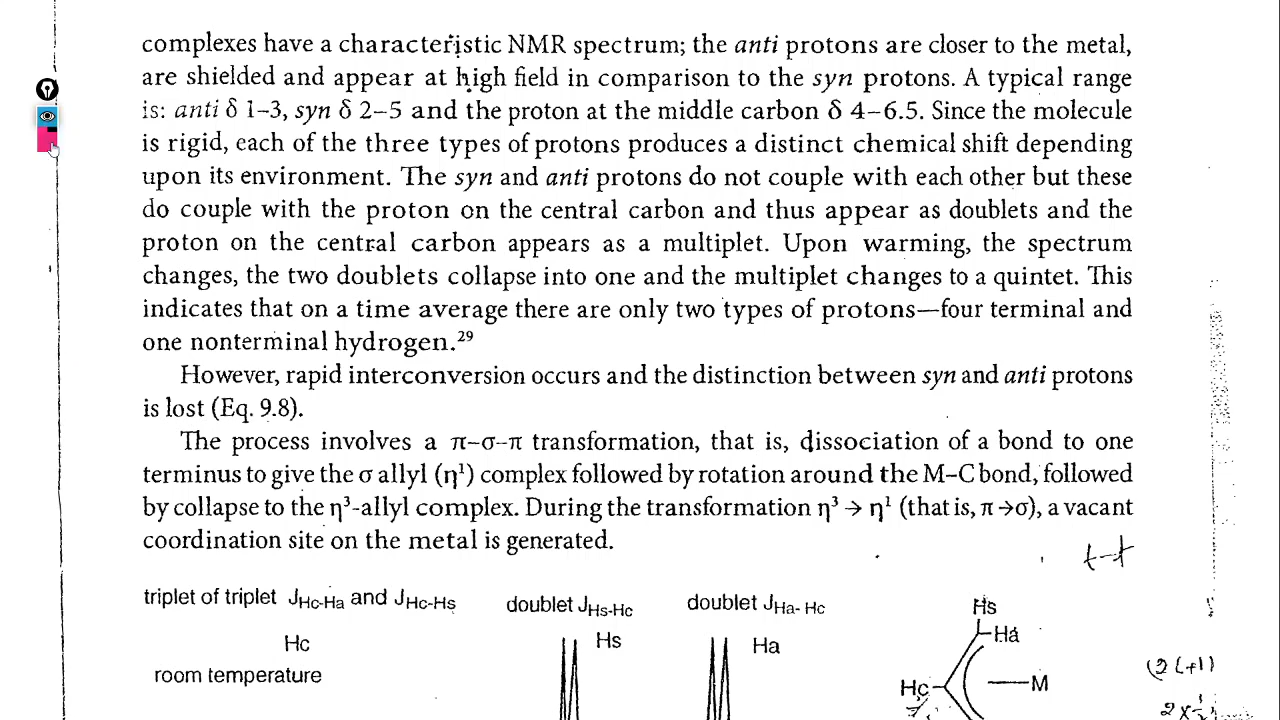 complexes have a characteristic NMR spectrum; the anti protons are closer to the metal,
are shielded and appear at high field in comparison to the syn protons. A typical range
is: anti δ 1–3, syn δ 2–5 and the proton at the middle carbon δ 4–6.5. Since the molecule
is rigid, each of the three types of protons produces a distinct chemical shift depending
upon its environment. The syn and anti protons do not couple with each other but these
do couple with the proton on the central carbon and thus appear as doublets and the
proton on the central carbon appears as a multiplet. Upon warming, the spectrum
changes, the two doublets collapse into one and the multiplet changes to a quintet. This
indicates that on a time average there are only two types of protons—four terminal and
one nonterminal hydrogen.²⁹
However, rapid interconversion occurs and the distinction between syn and anti protons
is lost (Eq. 9.8).
The process involves a π–σ–π transformation, that is, dissociation of a bond to one
terminus to give the σ allyl (η¹) complex followed by rotation around the M–C bond, followed
by collapse to the η³-allyl complex. During the transformation η³ → η¹ (that is, π →σ), a vacant
coordination site on the metal is generated.
t-t
triplet of triplet J_Hc-Ha and J_Hc-Hs
doublet J_Hs-Hc
doublet J_Ha-Hc
Hs
Ha
Hc
Hs
Ha
room temperature
Hc
M